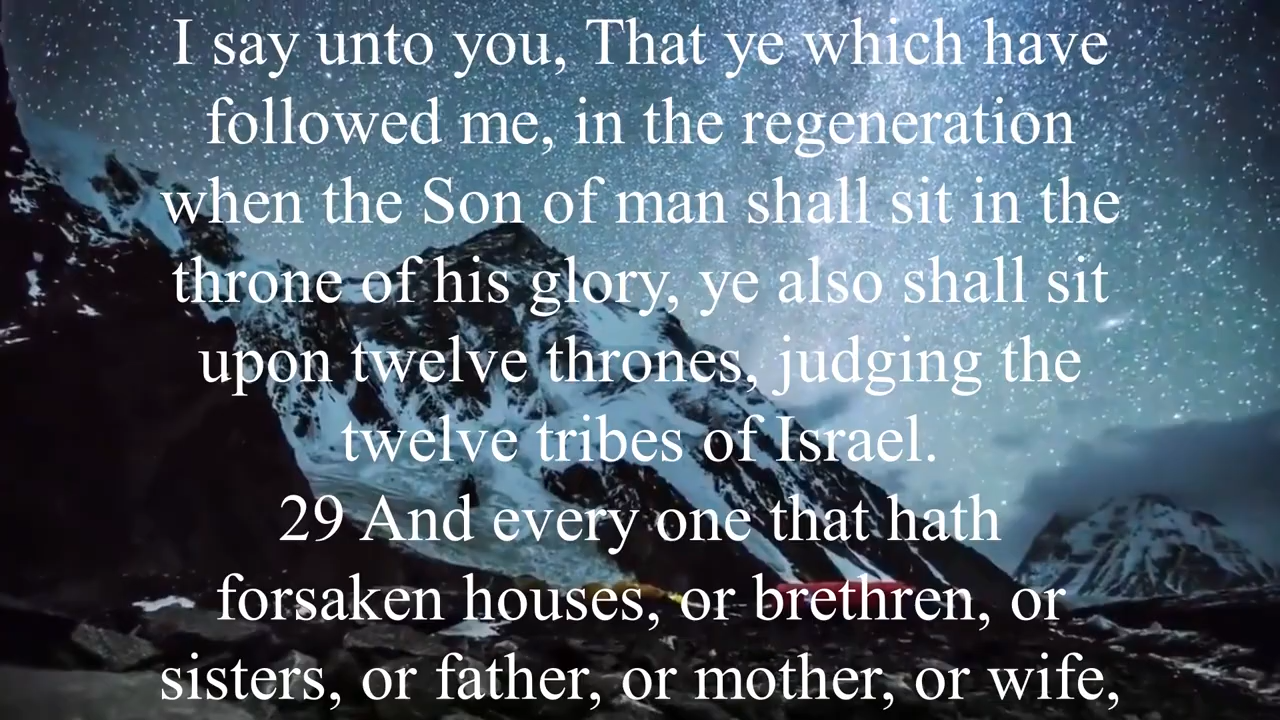 I say unto you, That ye which have
followed me, in the regeneration
when the Son of man shall sit in the
throne of his glory, ye also shall sit
upon twelve thrones, judging the
twelve tribes of Israel.
29 And every one that hath
forsaken houses, or brethren, or
sisters, or father, or mother, or wife,